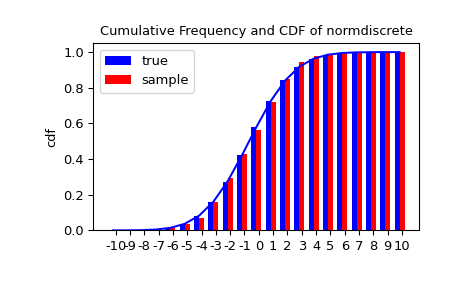 Cumulative Frequency and CDF of normdiscrete
true
sample
cdf
1.0
0.8
0.6
0.4
0.2
0.0
-10 -9 -8 -7 -6 -5 -4 -3 -2 -1 0 1 2 3 4 5 6 7 8 9 10